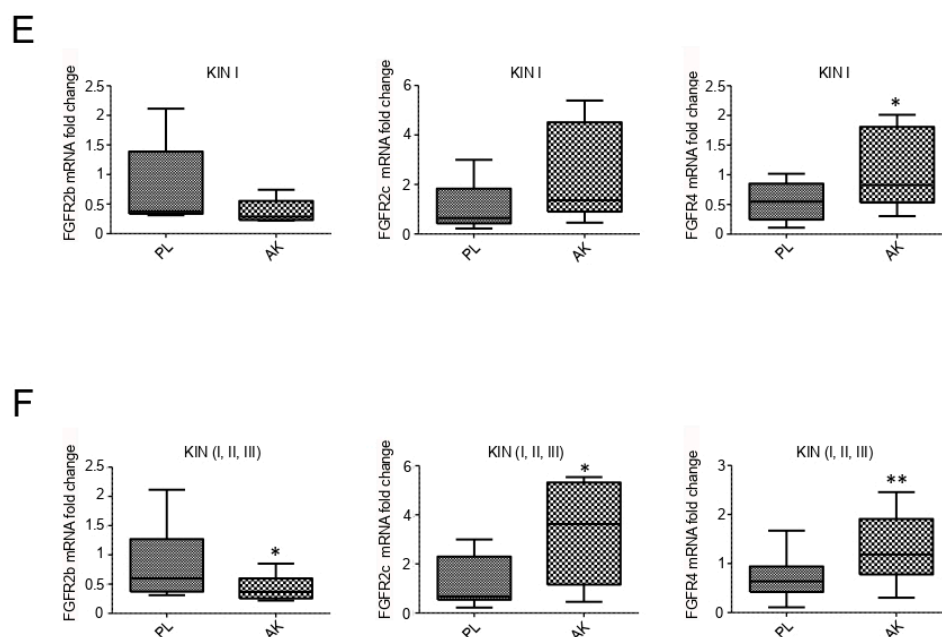 E
KIN I
FGFR2b mRNA fold change
2.5
2
1.5
1
0.5
0
PL
AK
KIN I
FGFR2c mRNA fold change
6
4
2
0
PL
AK
KIN I
FGFR4 mRNA fold change
2.5
2
1.5
1
0.5
0
*
PL
AK
F
KIN (I, II, III)
FGFR2b mRNA fold change
2.5
2
1.5
1
0.5
0
*
PL
AK
KIN (I, II, III)
FGFR2c mRNA fold change
6
4
2
0
*
PL
AK
KIN (I, II, III)
FGFR4 mRNA fold change
3
2
1
0
**
PL
AK